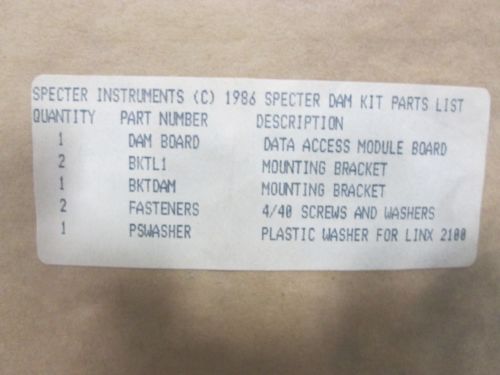 SPECTER INSTRUMENTS (C) 1986 SPECTER DAM KIT PARTS LIST
QUANTITY PART NUMBER DESCRIPTION
1 DAM BOARD DATA ACCESS MODULE BOARD
2 BKTL1 MOUNTING BRACKET
1 BKTDAM MOUNTING BRACKET
2 FASTENERS 4/40 SCREWS AND WASHERS
1 PSWASHER PLASTIC WASHER FOR LINX 2100